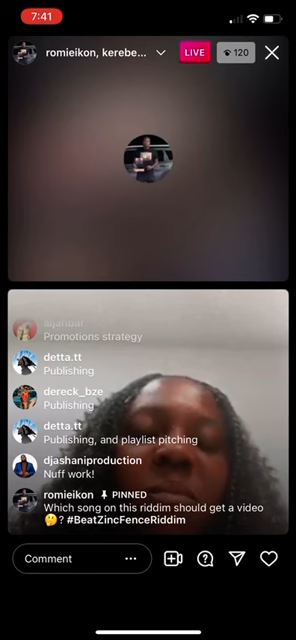 7:41
romieikon, kerebe...
LIVE
120
Promotions strategy
detta.tt
Publishing
dereck_bze
Publishing
detta.tt
Publishing, and playlist pitching
djashaniproduction
Nuff work!
romieikon PINNED
Which song on this riddim should get a video
🤔? #BeatZincFenceRiddim
Comment